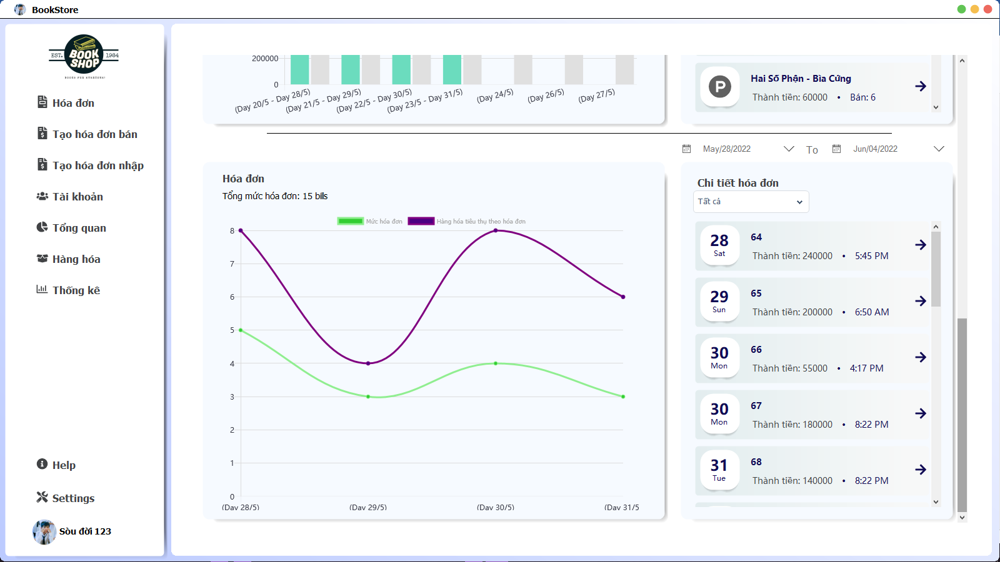 BookStore
EST.
BOOK
SHOP
1984
Hóa đơn
Tạo hóa đơn bán
Tạo hóa đơn nhập
Tài khoản
Tổng quan
Hàng hóa
Thống kê
Help
Settings
Sòu đời 123
200000
0
(Day 20/5 - Day 28/5)
(Day 21/5 - Day 29/5)
(Day 22/5 - Day 30/5)
(Day 23/5 - Day 31/5)
(Day 24/5)
(Day 26/5)
(Day 27/5)
P
Hai Số Phận - Bìa Cứng
Thành tiền: 60000 • Bán: 6
May/28/2022 To Jun/04/2022
Hóa đơn
Tổng mức hóa đơn: 15 bills
Mức hóa đơn Hàng hóa tiêu thụ theo hóa đơn
8
7
6
5
4
3
2
1
0
(Day 28/5) (Day 29/5) (Day 30/5) (Day 31/5
Chi tiết hóa đơn
Tất cả
28
Sat
64
Thành tiền: 240000 • 5:45 PM
29
Sun
65
Thành tiền: 200000 • 6:50 AM
30
Mon
66
Thành tiền: 55000 • 4:17 PM
30
Mon
67
Thành tiền: 180000 • 8:22 PM
31
Tue
68
Thành tiền: 140000 • 8:22 PM